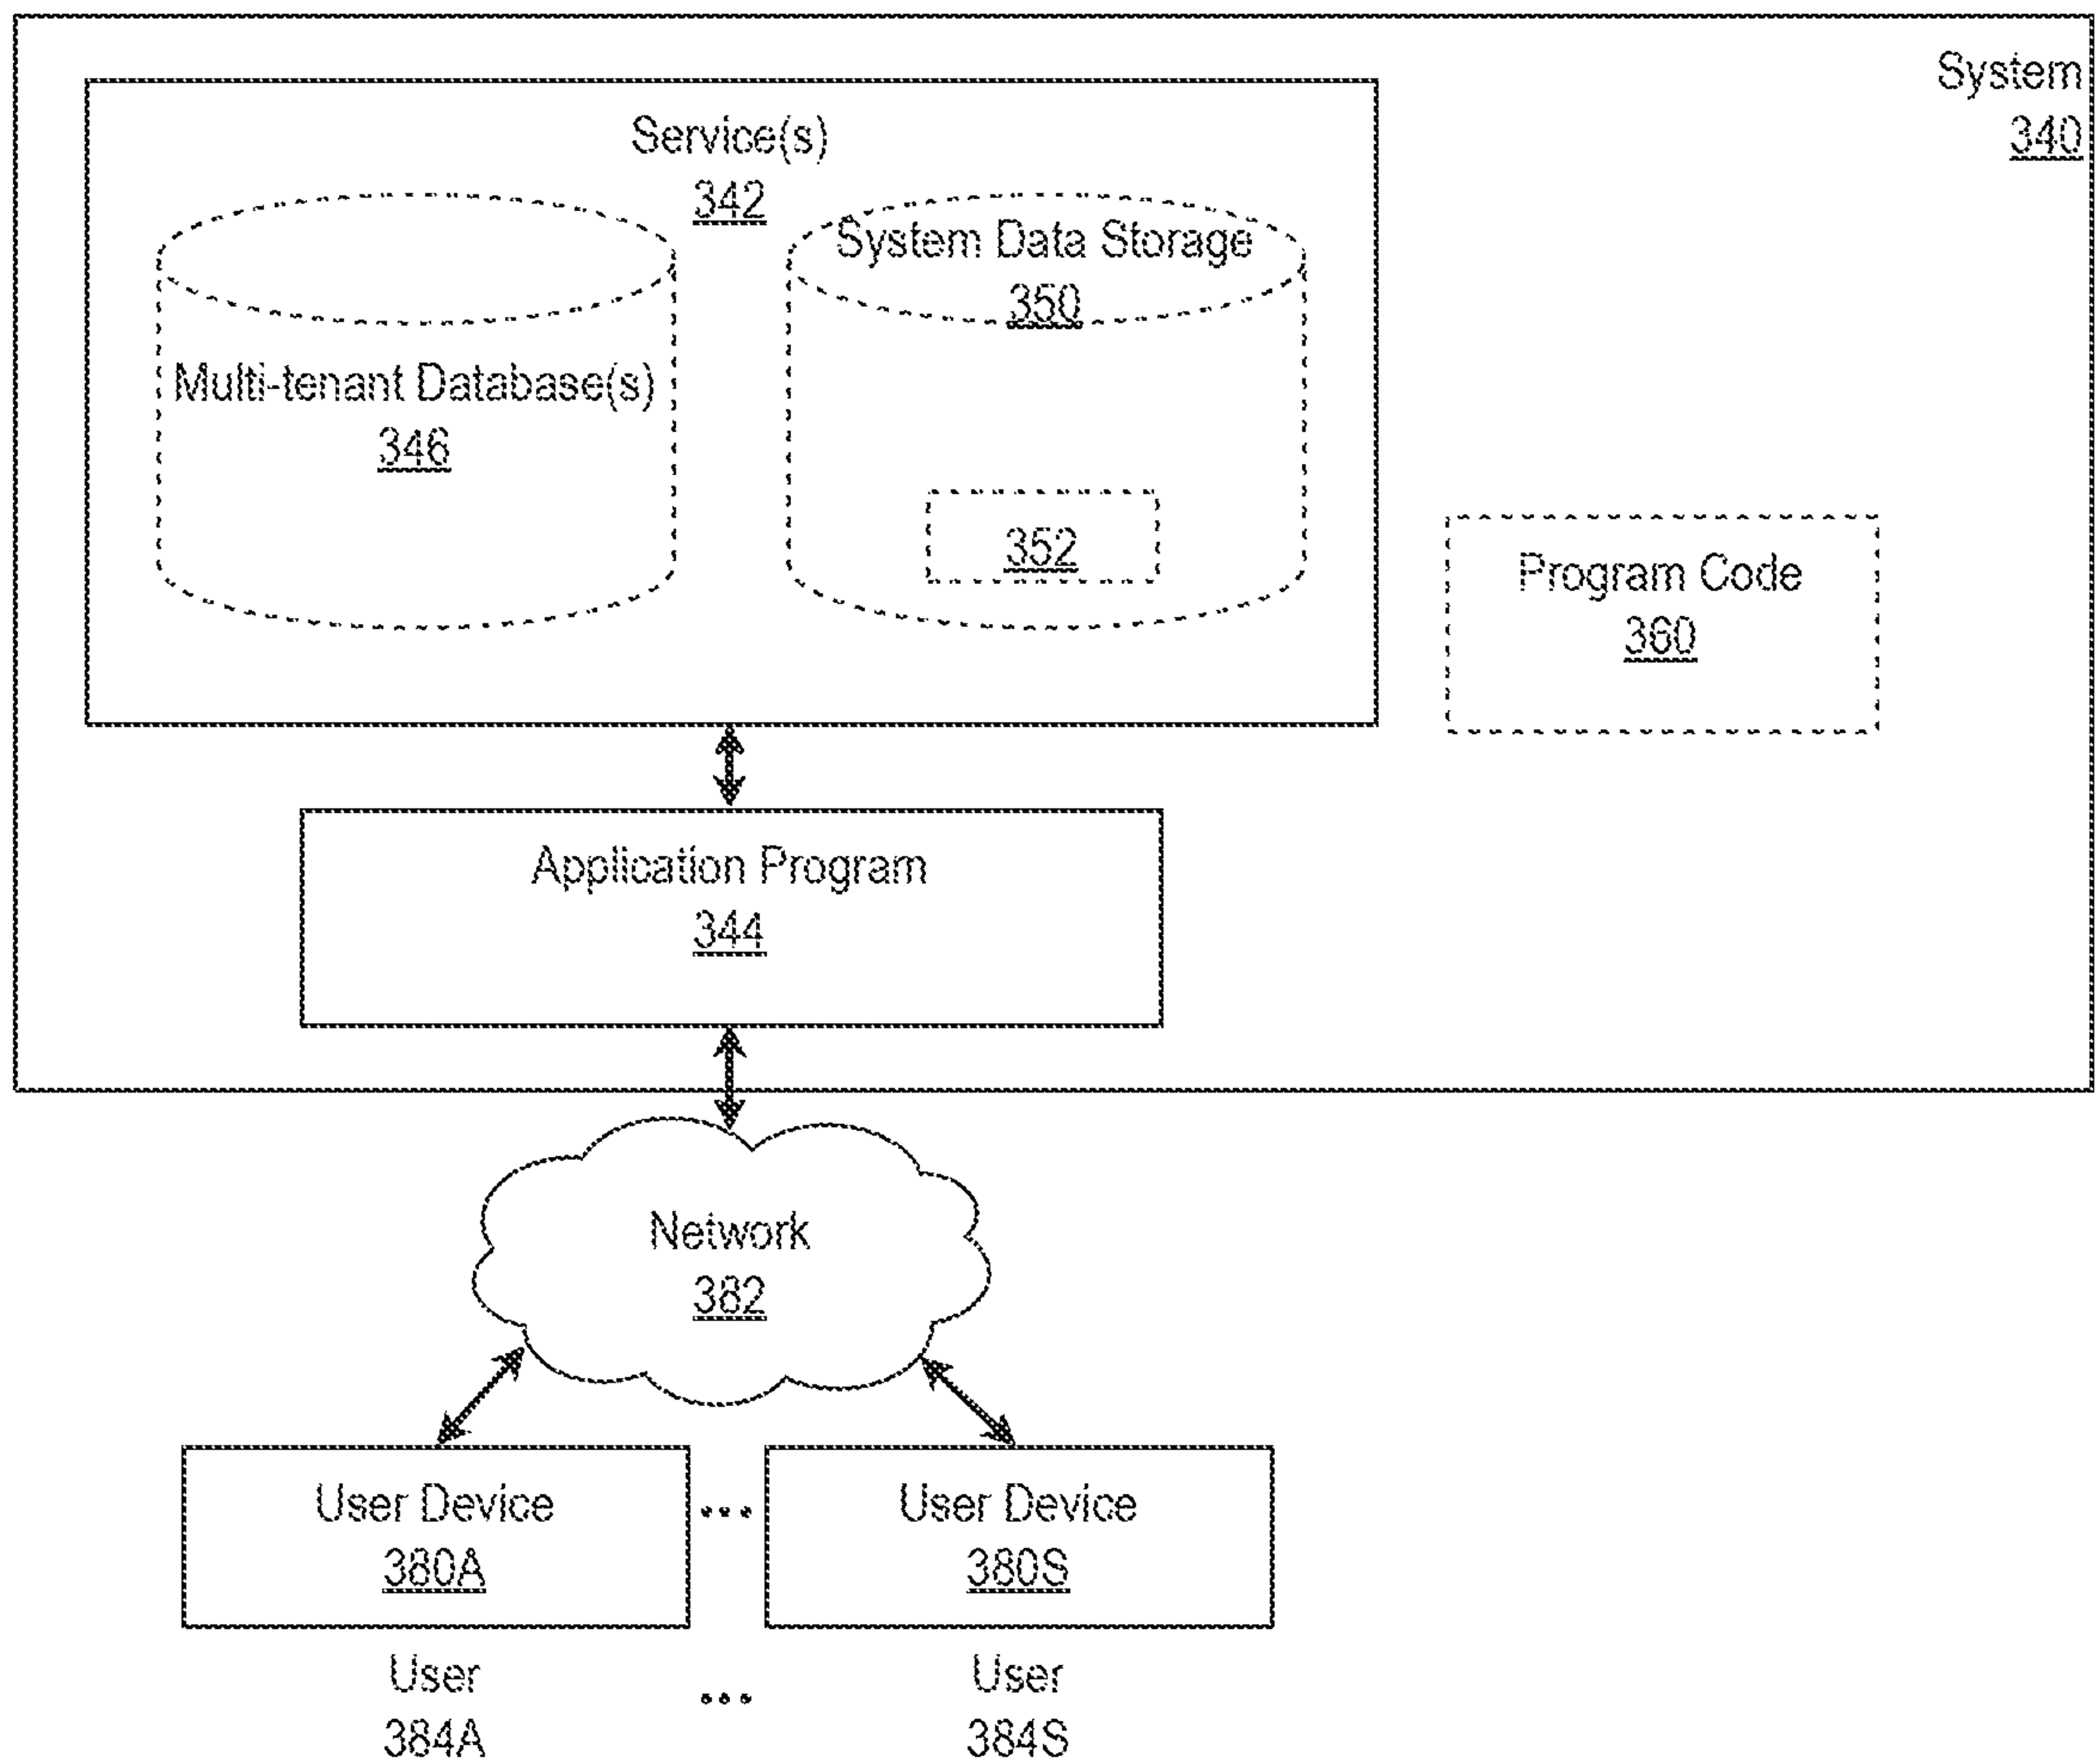 System
340
Service(s)
342
System Data Storage
350
Multi-tenant Database(s)
346
352
Program Code
360
Application Program
344
Network
382
User Device
380A
...
User Device
380S
User
384A
...
User
384S